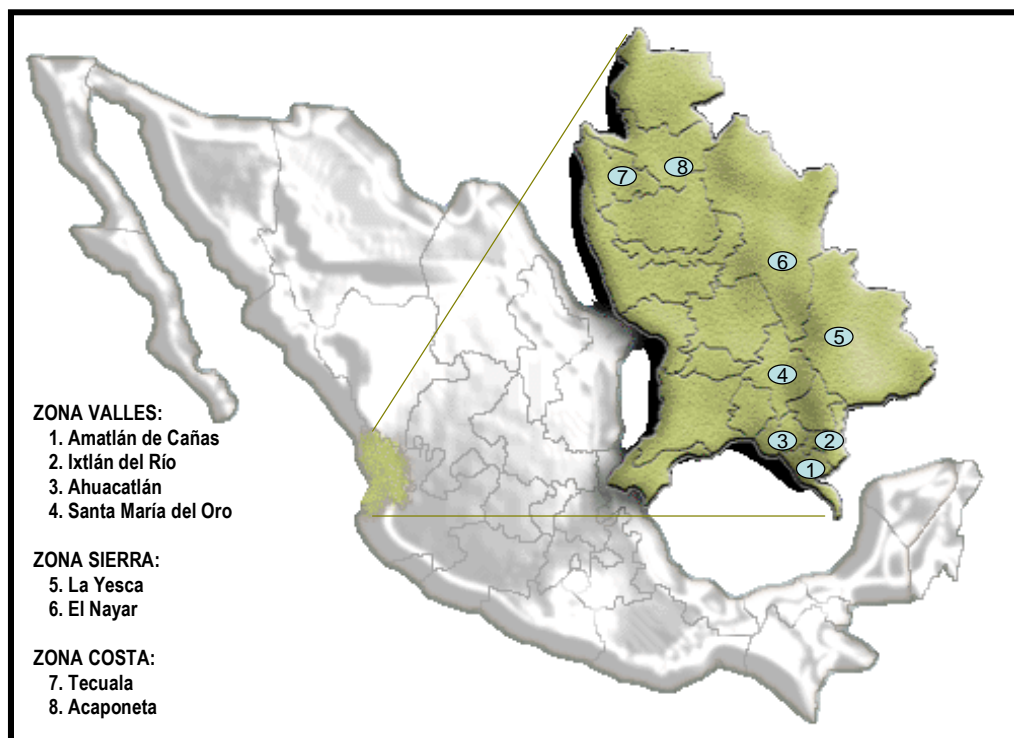 7
8
6
5
4
3
2
1
ZONA VALLES:
1. Amatlán de Cañas
2. Ixtlán del Río
3. Ahuacatlán
4. Santa María del Oro
ZONA SIERRA:
5. La Yesca
6. El Nayar
ZONA COSTA:
7. Tecuala
8. Acaponeta